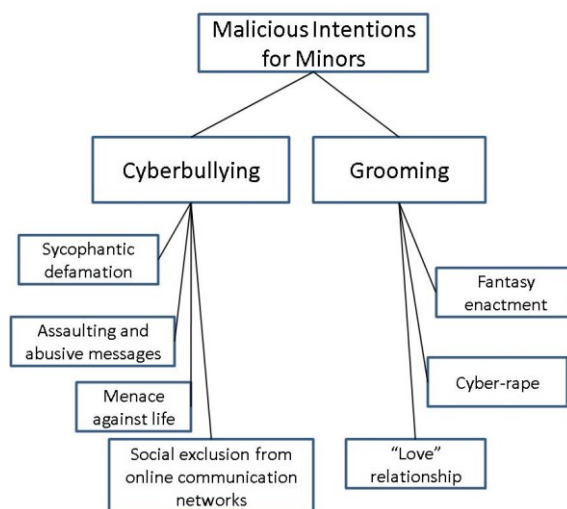 Malicious Intentions
for Minors
Cyberbullying
Grooming
Sycophantic
defamation
Assaulting and
abusive messages
Menace
against life
Social exclusion from
online communication
networks
Fantasy
enactment
Cyber-rape
“Love”
relationship